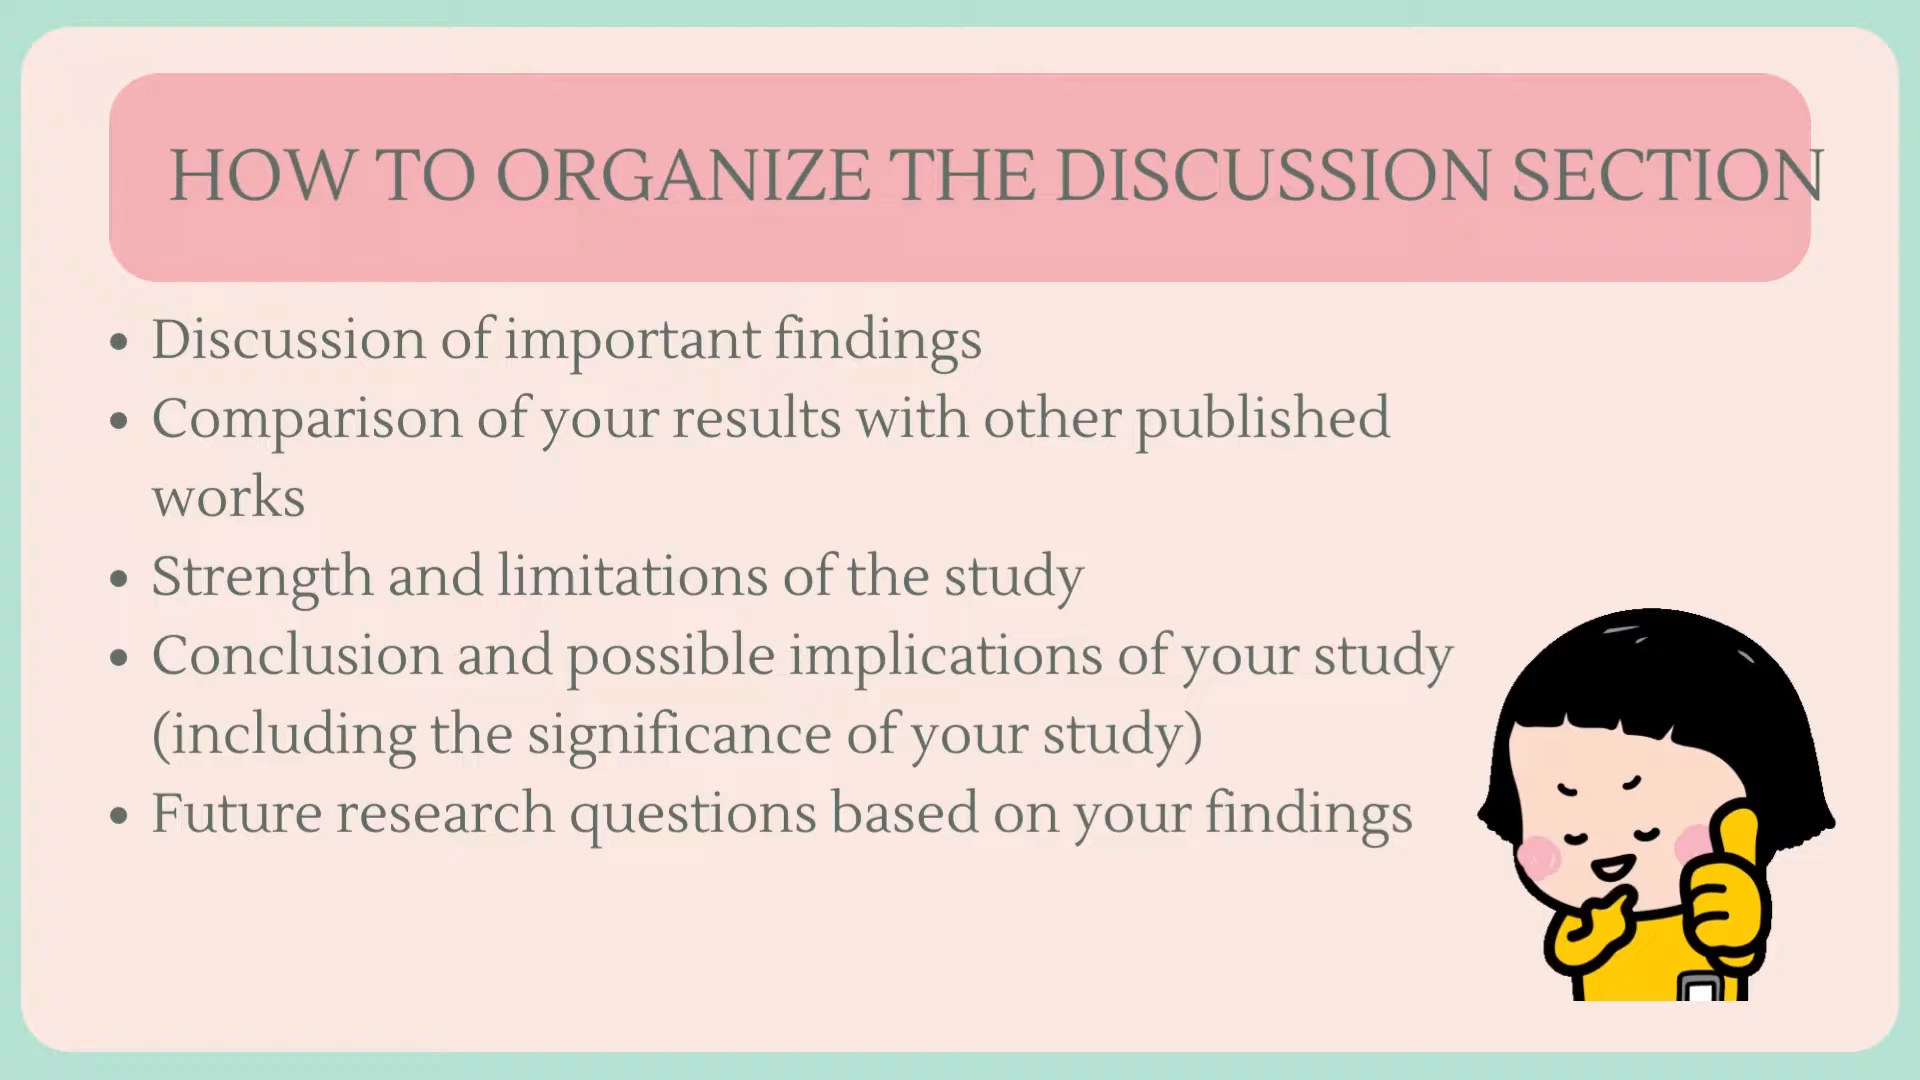 HOW TO ORGANIZE THE DISCUSSION SECTION
• Discussion of important findings
• Comparison of your results with other published
works
• Strength and limitations of the study
• Conclusion and possible implications of your study
(including the significance of your study)
• Future research questions based on your findings